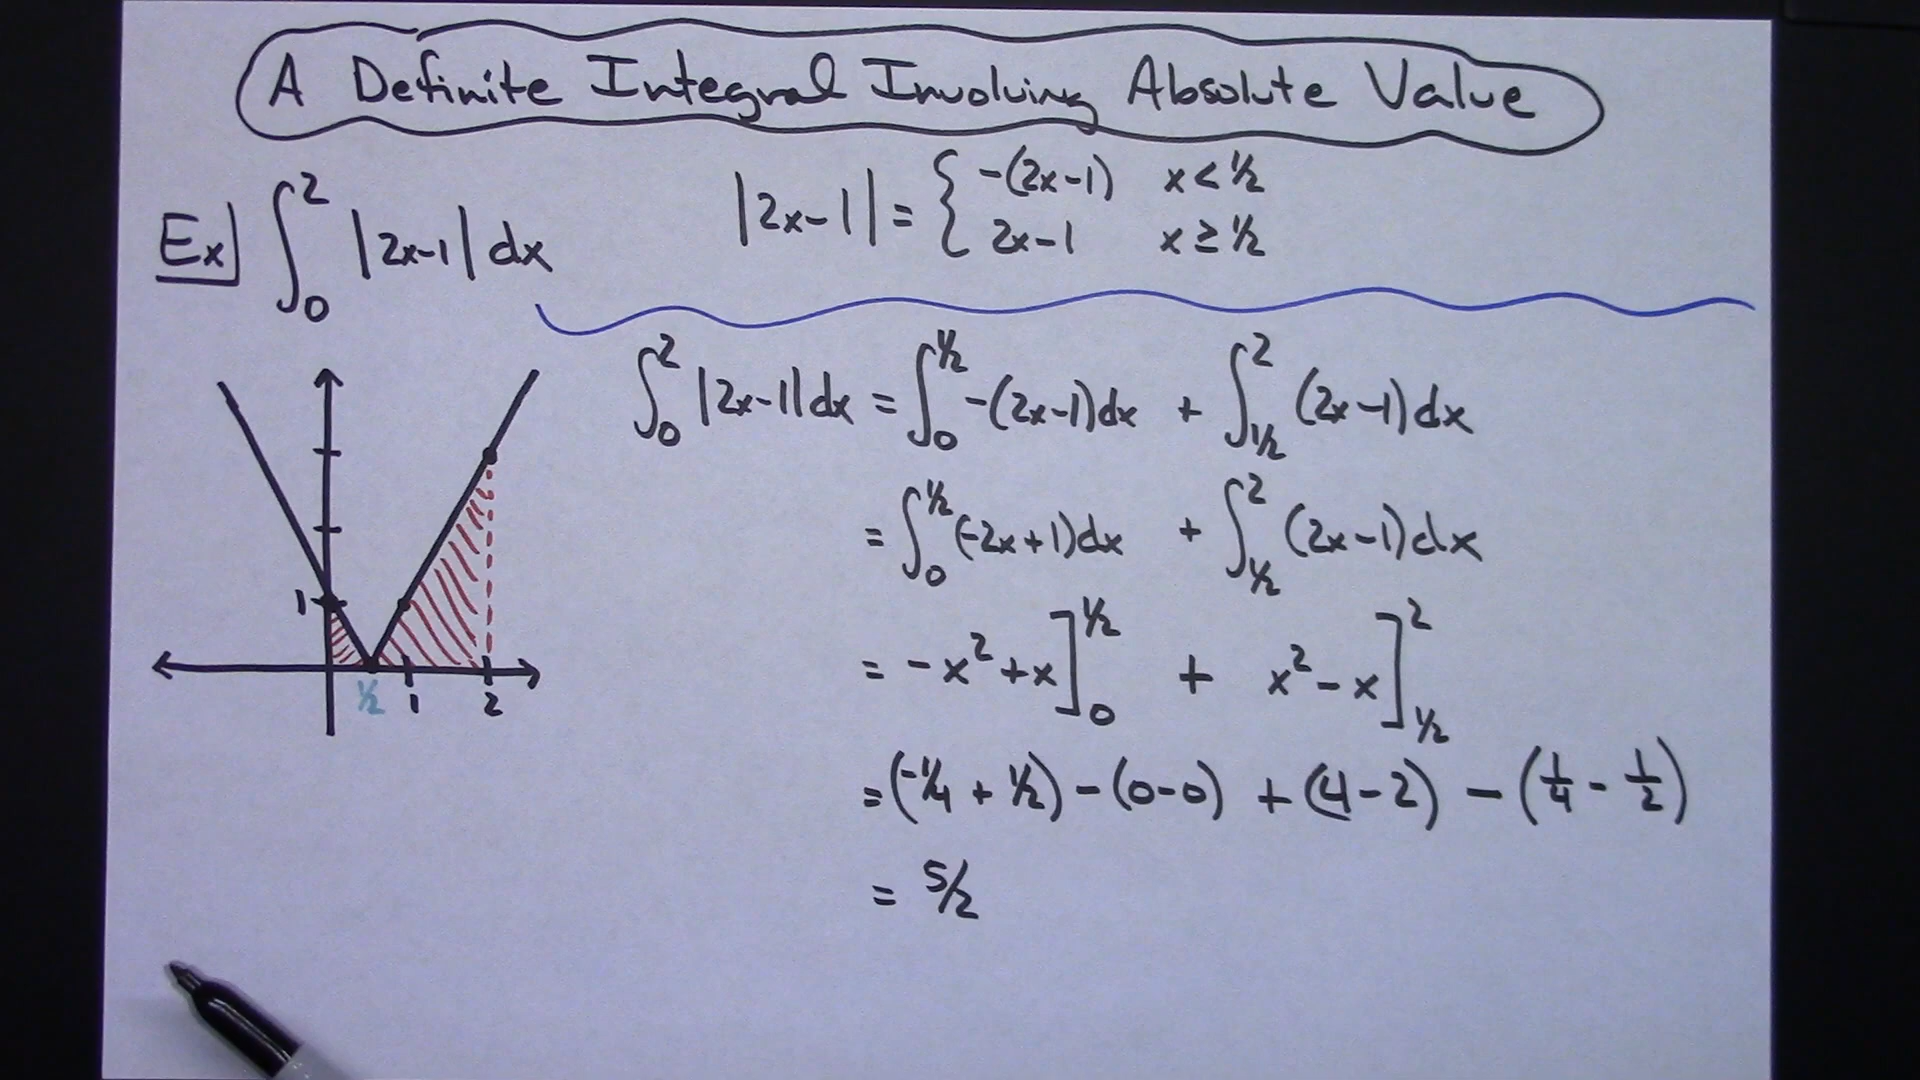 A Definite Integral Involving Absolute Value
Ex] ∫₀² |2x-1| dx
|2x-1| = { -(2x-1) x < 1/2
2x-1 x ≥ 1/2
∫₀² |2x-1| dx = ∫₀^½ -(2x-1)dx + ∫_½² (2x-1) dx
= ∫₀^½ (-2x+1)dx + ∫_½² (2x-1)dx
= -x² + x]₀^½ + x² - x]_½²
= (-1/4 + 1/2) - (0-0) + (4-2) - (1/4 - 1/2)
= 5/2
1
1/2 1 2